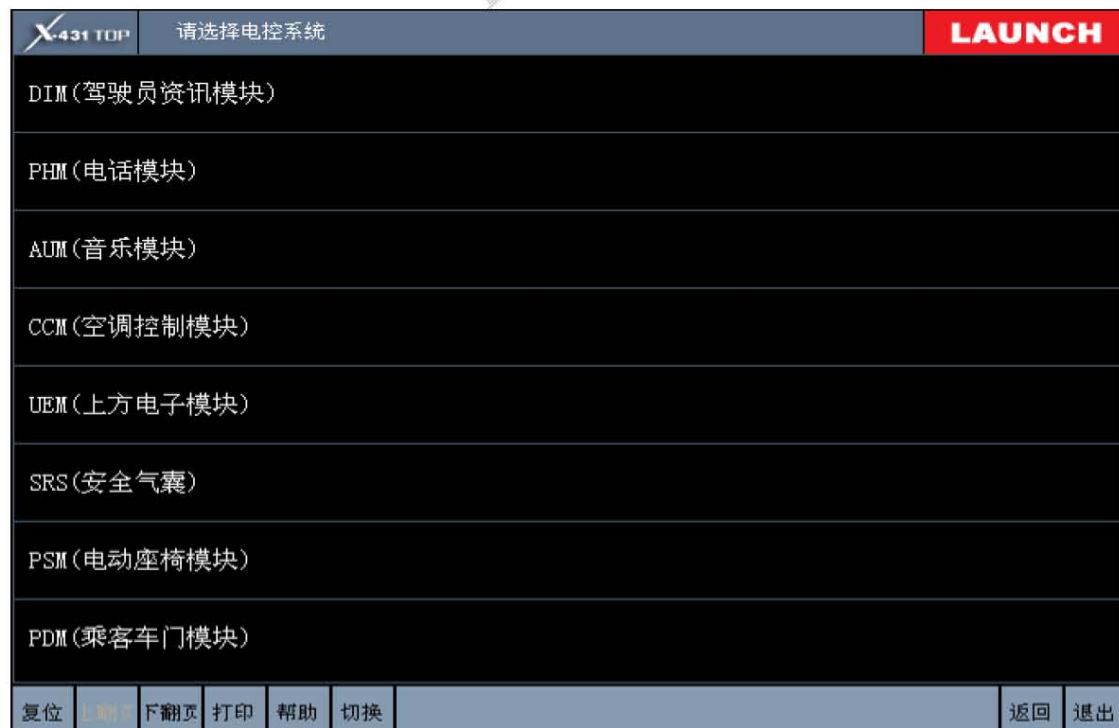 X-431 TOP 请选择电控系统 LAUNCH
DIM(驾驶员资讯模块)
PHM(电话模块)
AUM(音乐模块)
CCM(空调控制模块)
UEM(上方电子模块)
SRS(安全气囊)
PSM(电动座椅模块)
PDM(乘客车门模块)
复位 上翻页 下翻页 打印 帮助 切换 返回 退出